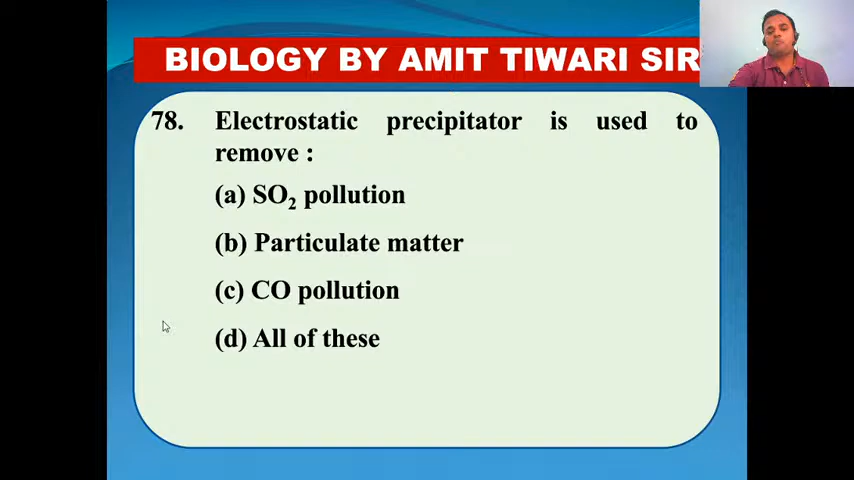 BIOLOGY BY AMIT TIWARI SIR
78. Electrostatic precipitator is used to
remove :
(a) SO₂ pollution
(b) Particulate matter
(c) CO pollution
(d) All of these